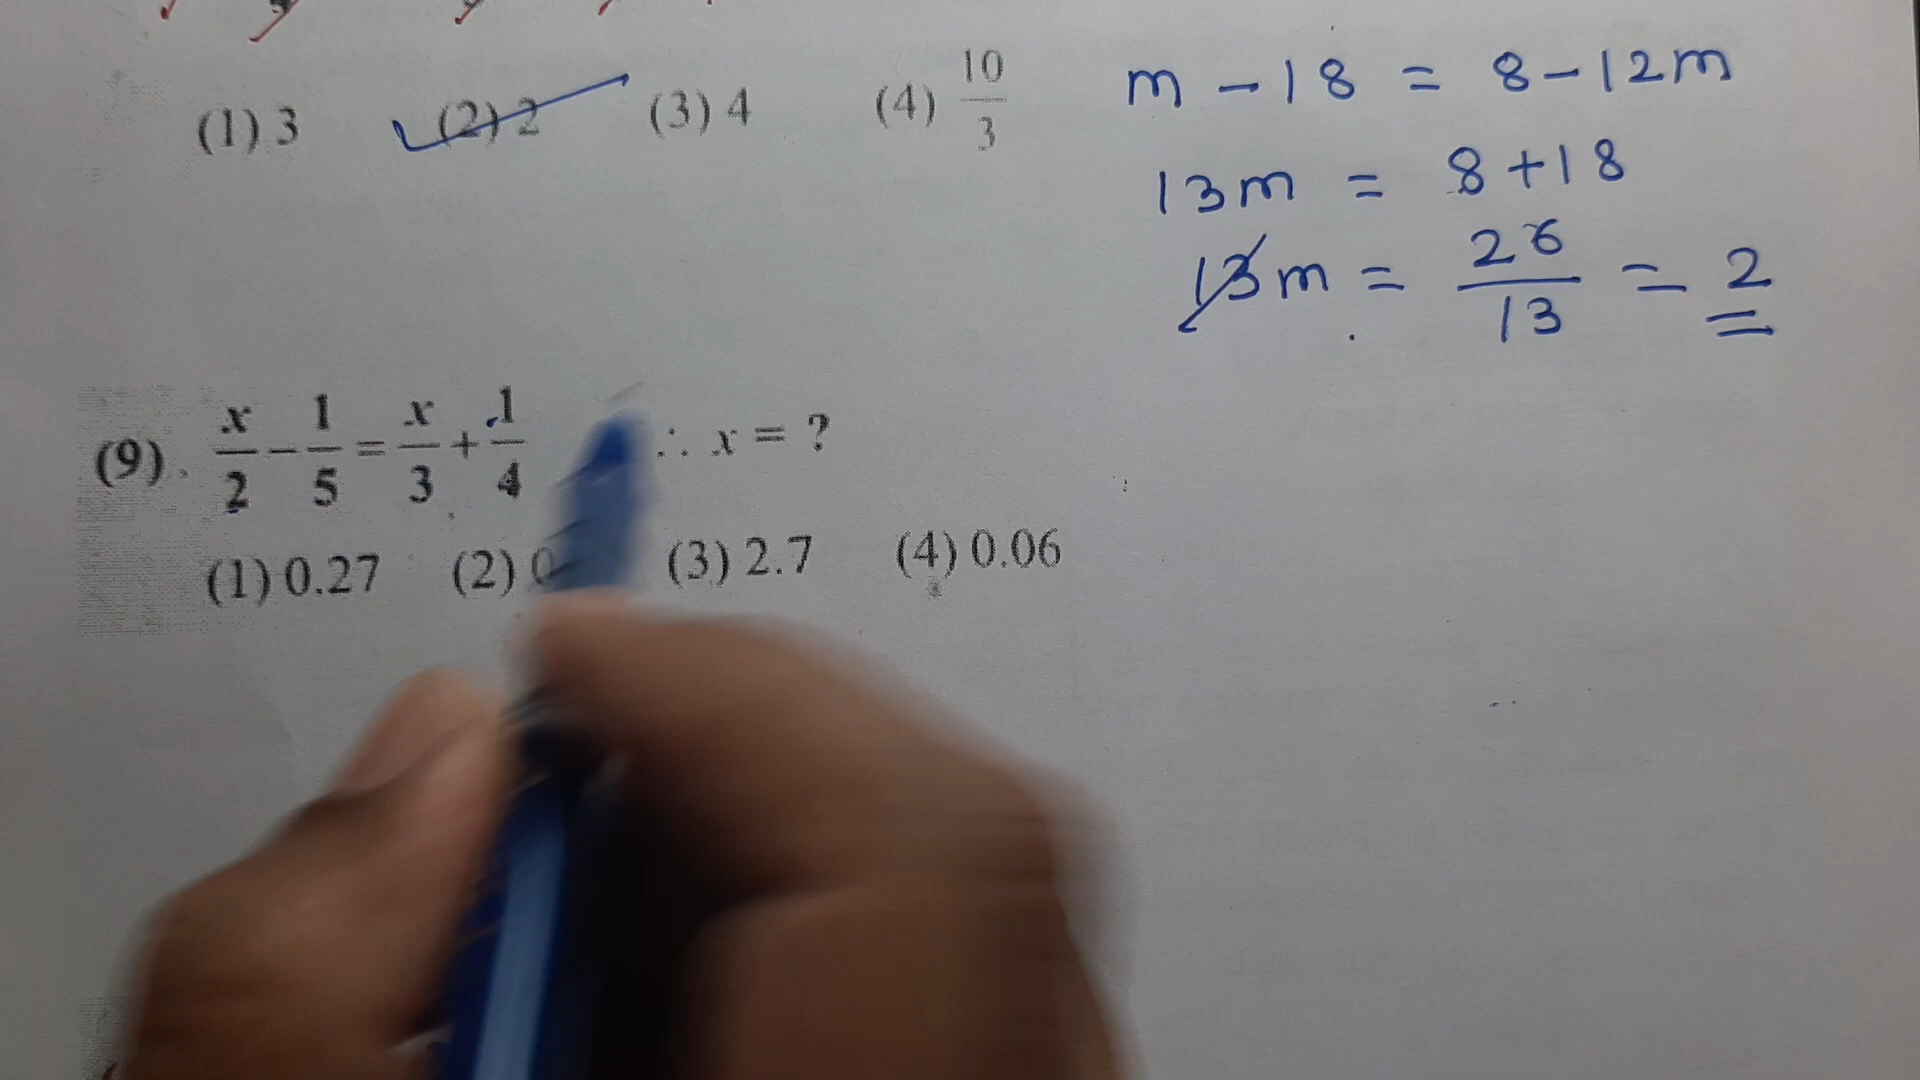 (1) 3 (2) 2 (3) 4 (4) 10/3
m - 18 = 8 - 12m
13m = 8 + 18
13m = 26/13 = 2
(9). x/2 - 1/5 = x/3 + 1/4 ∴ x = ?
(1) 0.27 (2) (3) 2.7 (4) 0.06